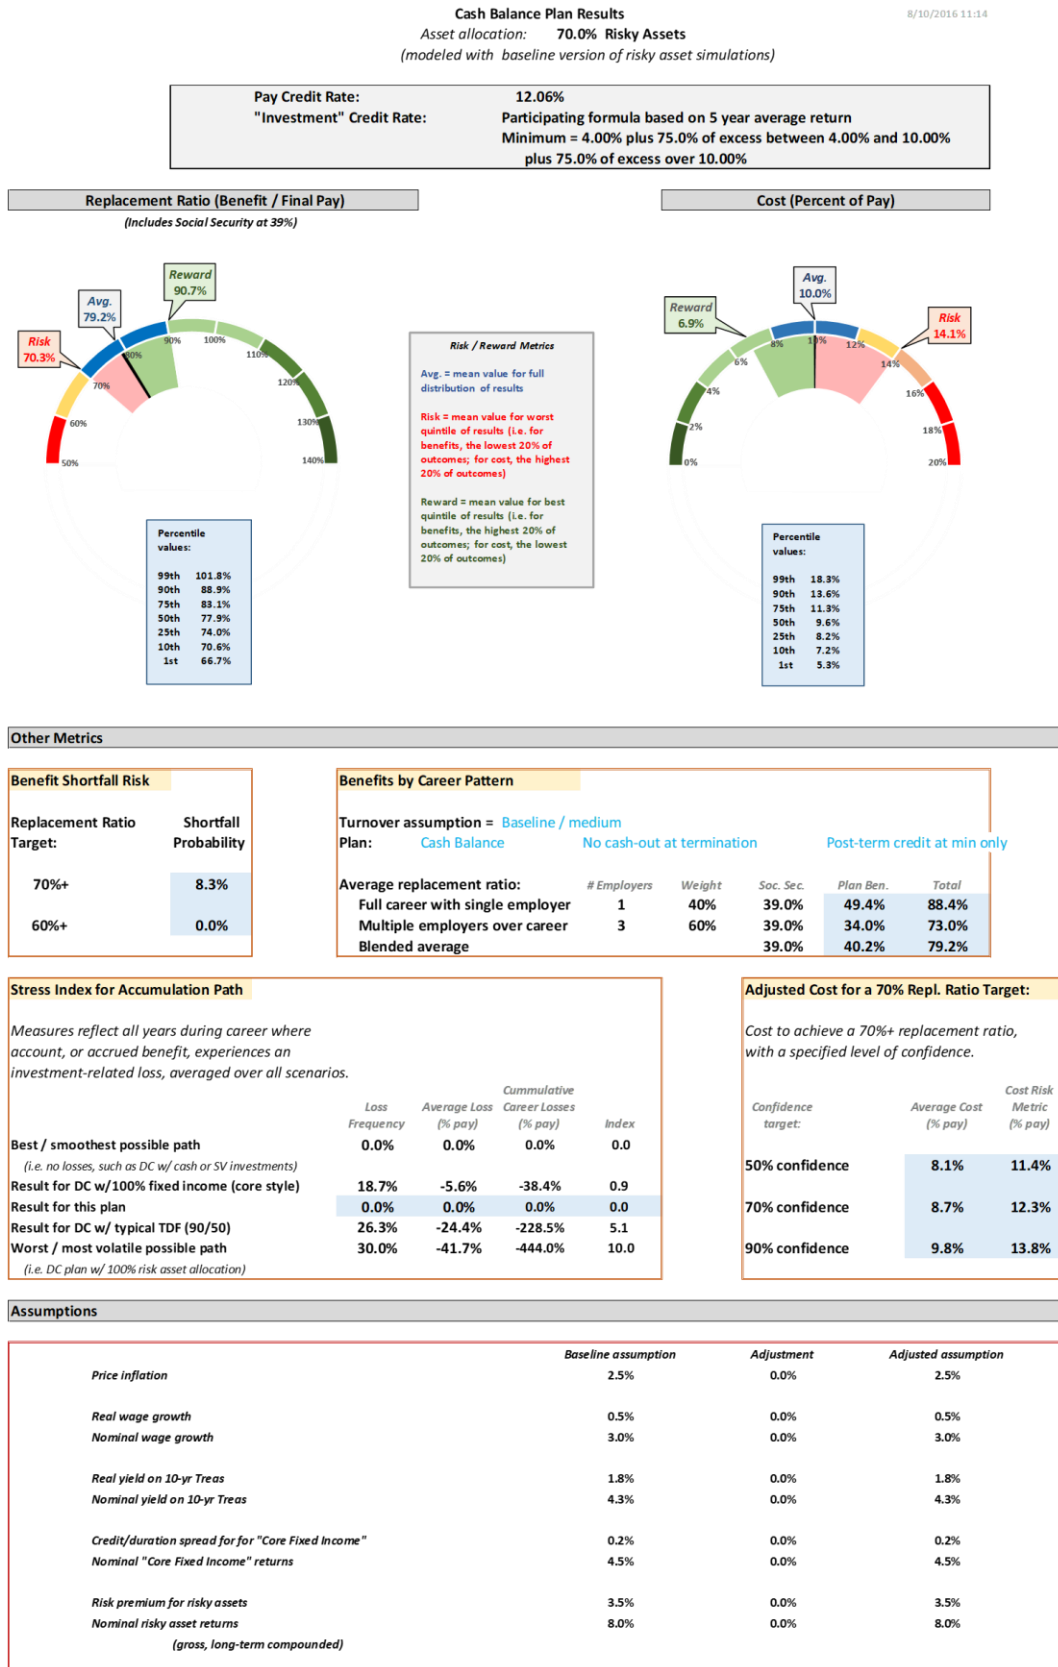 Cash Balance Plan Results
8/10/2016 11:14
Asset allocation: 70.0% Risky Assets
(modeled with baseline version of risky asset simulations)
Pay Credit Rate: 12.06%
"Investment" Credit Rate: Participating formula based on 5 year average return
Minimum = 4.00% plus 75.0% of excess between 4.00% and 10.00%
plus 75.0% of excess over 10.00%
Replacement Ratio (Benefit / Final Pay)
(Includes Social Security at 39%)
Reward
90.7%
Avg.
79.2%
Risk
70.3%
50%
60%
70%
80%
90%
100%
110%
120%
130%
140%
Percentile
values:
99th 101.8%
90th 88.9%
75th 83.1%
50th 77.9%
25th 74.0%
10th 70.6%
1st 66.7%
Risk / Reward Metrics
Avg. = mean value for full
distribution of results
Risk = mean value for worst
quintile of results (i.e. for
benefits, the lowest 20% of
outcomes; for cost, the highest
20% of outcomes)
Reward = mean value for best
quintile of results (i.e. for
benefits, the highest 20% of
outcomes; for cost, the lowest
20% of outcomes)
Cost (Percent of Pay)
Avg.
10.0%
Reward
6.9%
Risk
14.1%
0%
2%
4%
6%
8%
10%
12%
14%
16%
18%
20%
Percentile
values:
99th 18.3%
90th 13.6%
75th 11.3%
50th 9.6%
25th 8.2%
10th 7.2%
1st 5.3%
Other Metrics
Benefit Shortfall Risk
Replacement Ratio Shortfall
Target: Probability
70%+ 8.3%
60%+ 0.0%
Benefits by Career Pattern
Turnover assumption = Baseline / medium
Plan: Cash Balance No cash-out at termination Post-term credit at min only
Average replacement ratio: # Employers Weight Soc. Sec. Plan Ben. Total
Full career with single employer 1 40% 39.0% 49.4% 88.4%
Multiple employers over career 3 60% 39.0% 34.0% 73.0%
Blended average 39.0% 40.2% 79.2%
Stress Index for Accumulation Path
Measures reflect all years during career where
account, or accrued benefit, experiences an
investment-related loss, averaged over all scenarios.
Cummulative
Loss Average Loss Career Losses
Frequency (% pay) (% pay) Index
Best / smoothest possible path 0.0% 0.0% 0.0% 0.0
(i.e. no losses, such as DC w/ cash or SV investments)
Result for DC w/100% fixed income (core style) 18.7% -5.6% -38.4% 0.9
Result for this plan 0.0% 0.0% 0.0% 0.0
Result for DC w/ typical TDF (90/50) 26.3% -24.4% -228.5% 5.1
Worst / most volatile possible path 30.0% -41.7% -444.0% 10.0
(i.e. DC plan w/ 100% risk asset allocation)
Adjusted Cost for a 70% Repl. Ratio Target:
Cost to achieve a 70%+ replacement ratio,
with a specified level of confidence.
Cost Risk
Confidence Average Cost Metric
target: (% pay) (% pay)
50% confidence 8.1% 11.4%
70% confidence 8.7% 12.3%
90% confidence 9.8% 13.8%
Assumptions
Baseline assumption Adjustment Adjusted assumption
Price inflation 2.5% 0.0% 2.5%
Real wage growth 0.5% 0.0% 0.5%
Nominal wage growth 3.0% 0.0% 3.0%
Real yield on 10-yr Treas 1.8% 0.0% 1.8%
Nominal yield on 10-yr Treas 4.3% 0.0% 4.3%
Credit/duration spread for for "Core Fixed Income" 0.2% 0.0% 0.2%
Nominal "Core Fixed Income" returns 4.5% 0.0% 4.5%
Risk premium for risky assets 3.5% 0.0% 3.5%
Nominal risky asset returns 8.0% 0.0% 8.0%
(gross, long-term compounded)